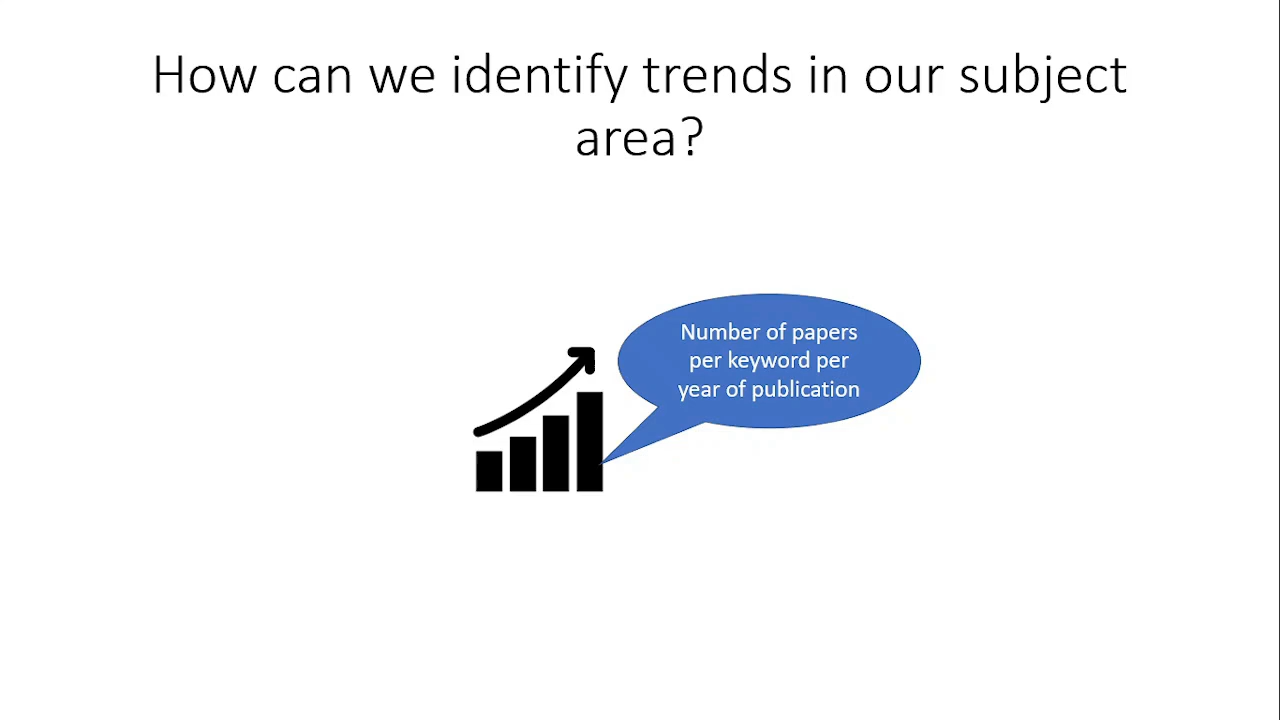 How can we identify trends in our subject
area?
Number of papers
per keyword per
year of publication